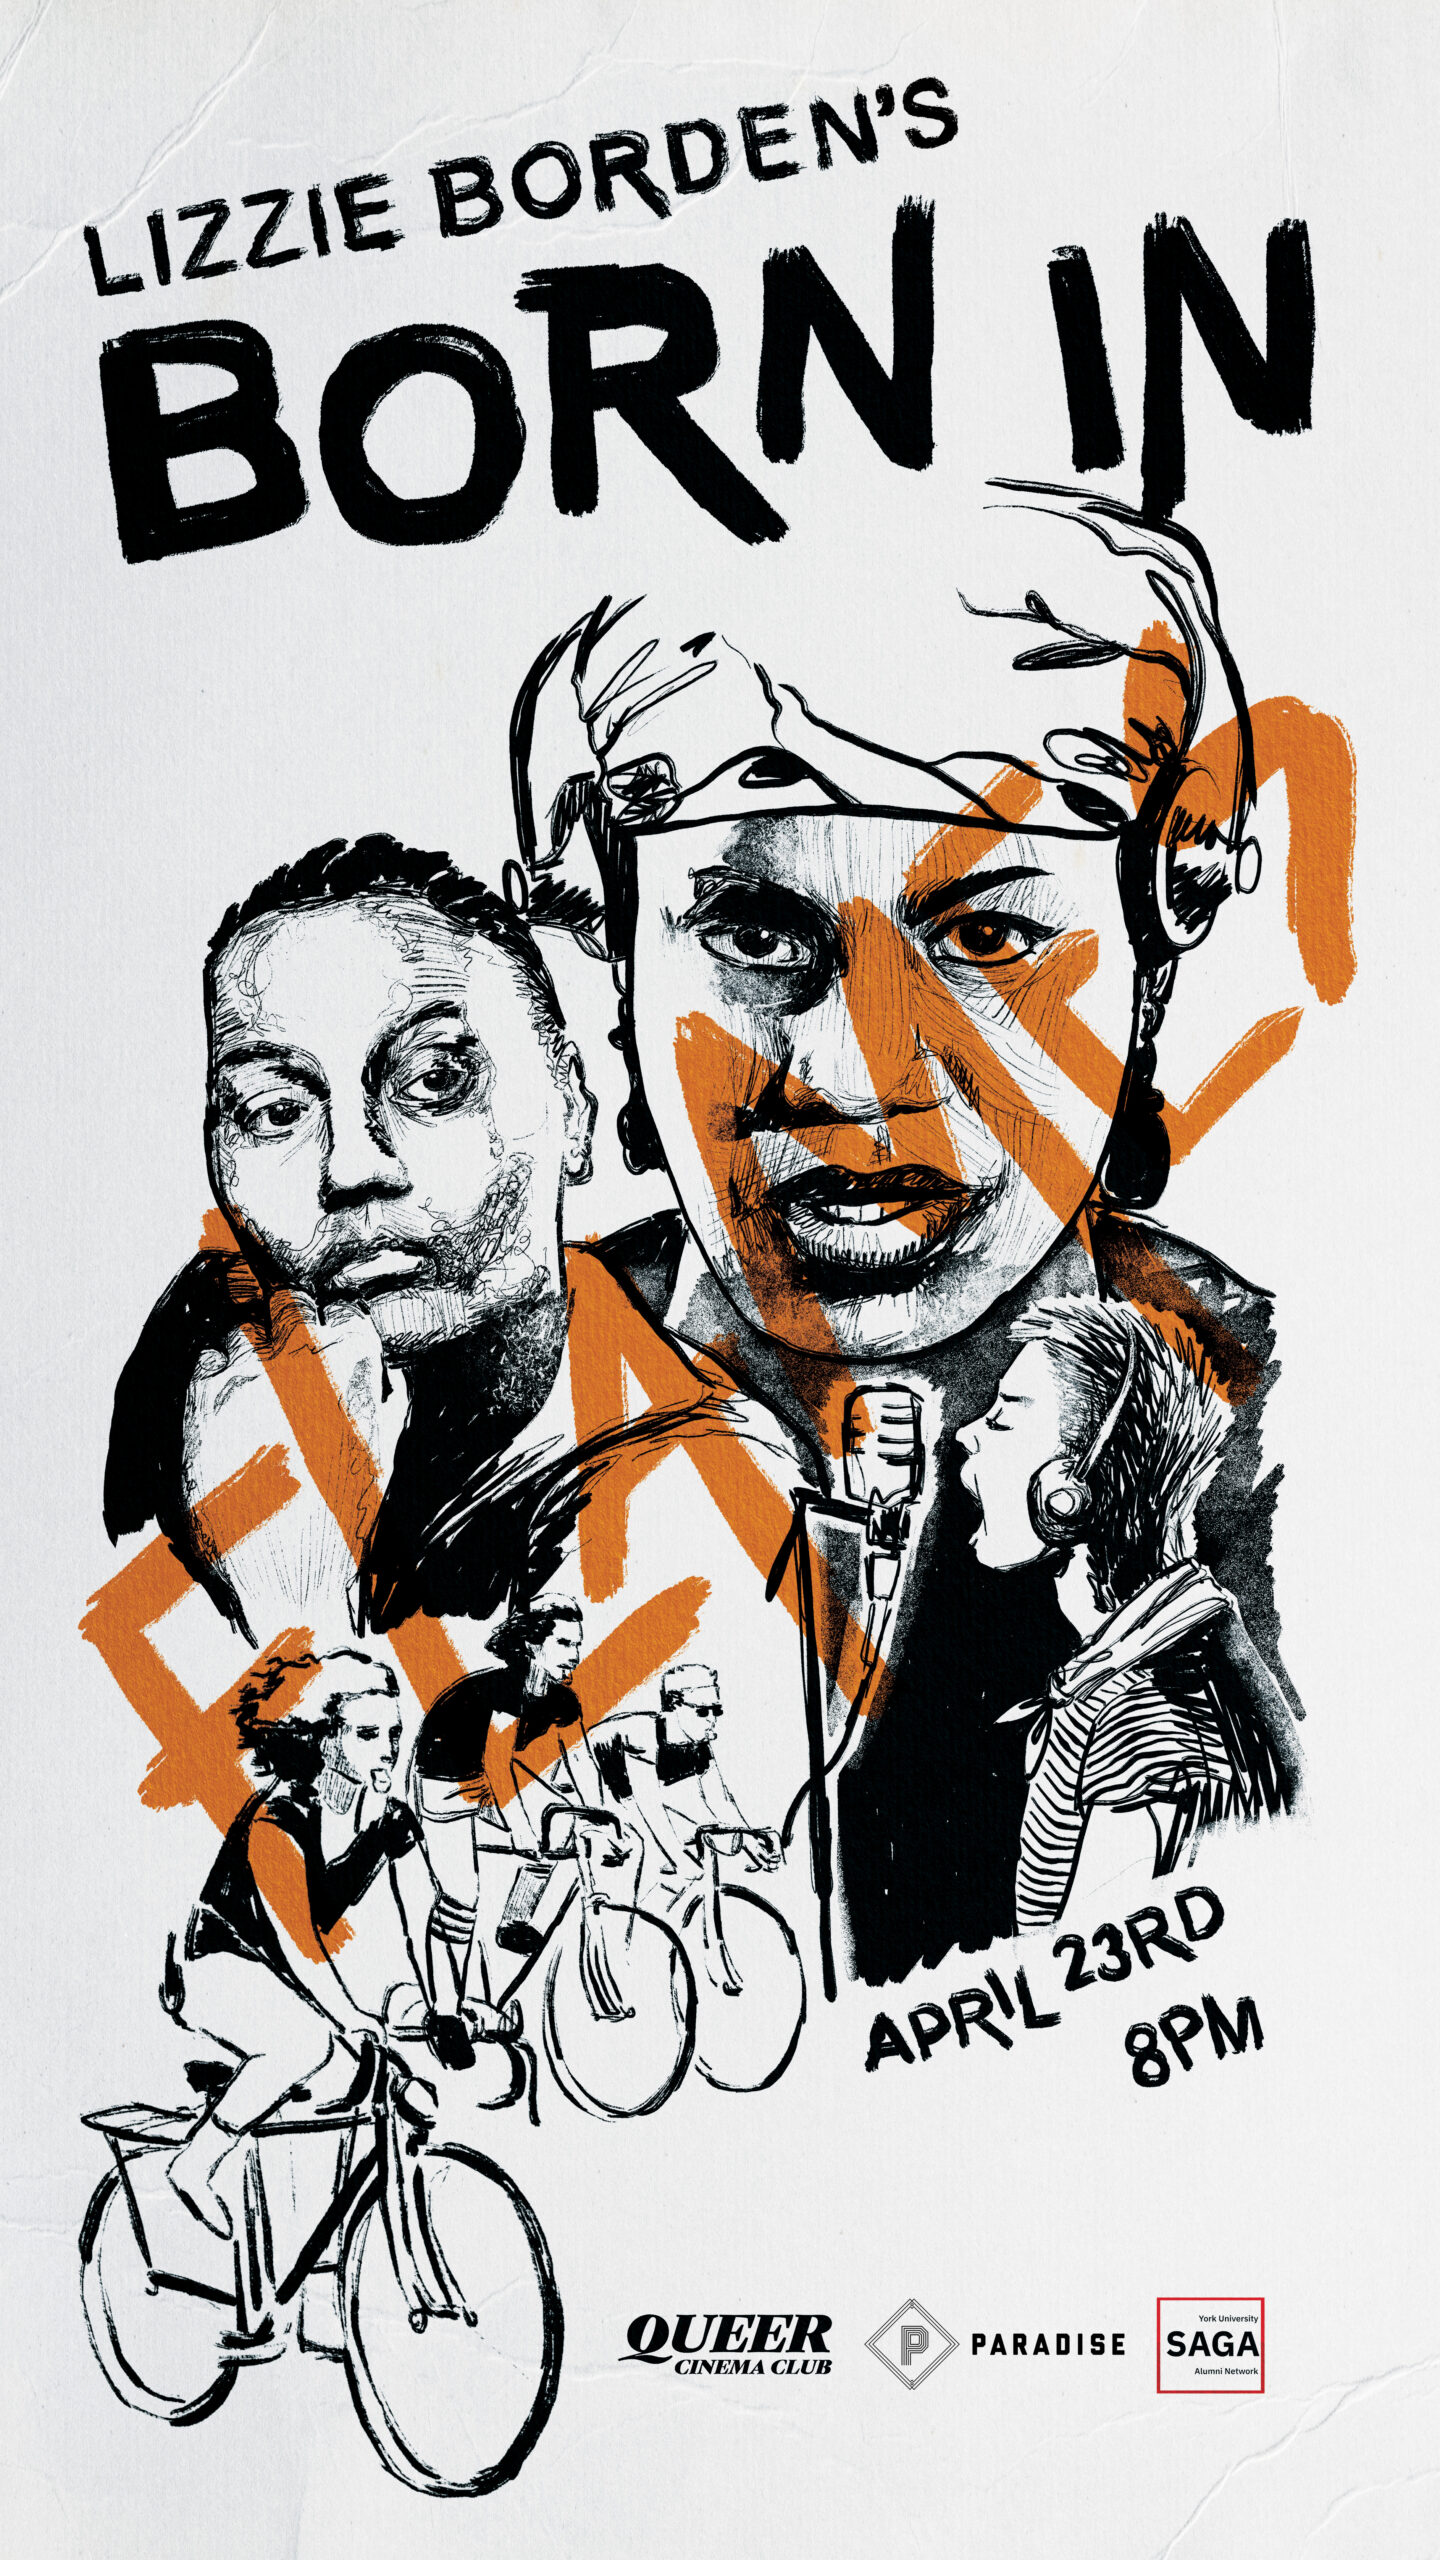 LIZZIE BORDEN'S
BORN IN
FLAMES
APRIL 23RD
8PM
QUEER
CINEMA CLUB
P PARADISE
York University
SAGA
Alumni Network